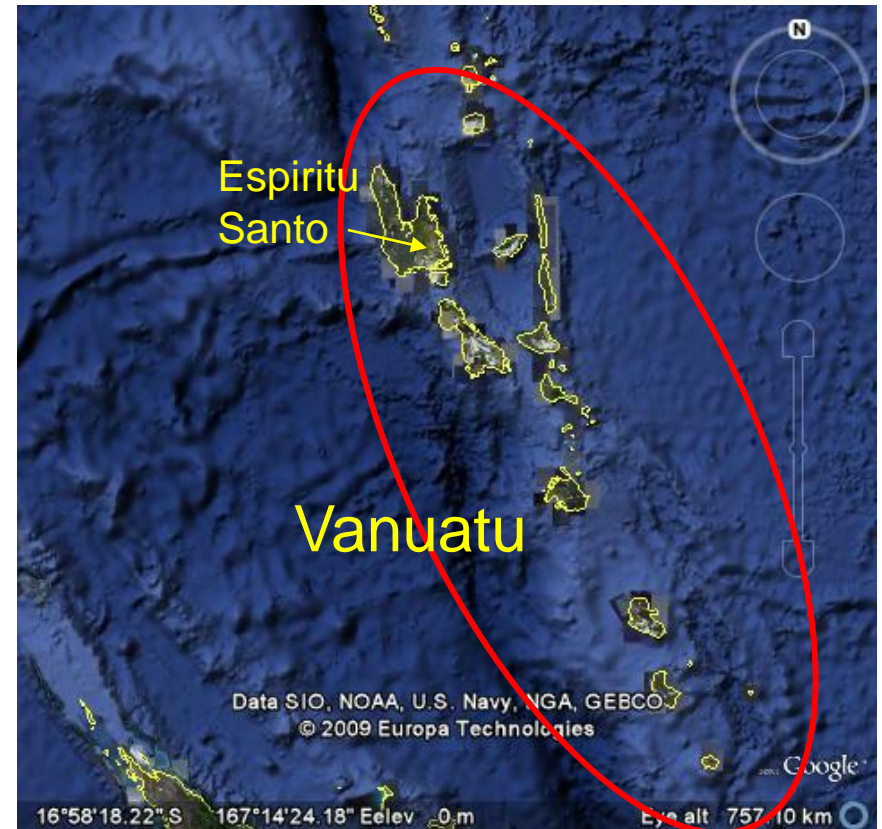 N
Espiritu
Santo
Vanuatu
Data SIO, NOAA, U.S. Navy, NGA, GEBCO
© 2009 Europa Technologies
Google
16°58'18.22" S 167°14'24.18" E elev 0 m Eye alt 757.10 km